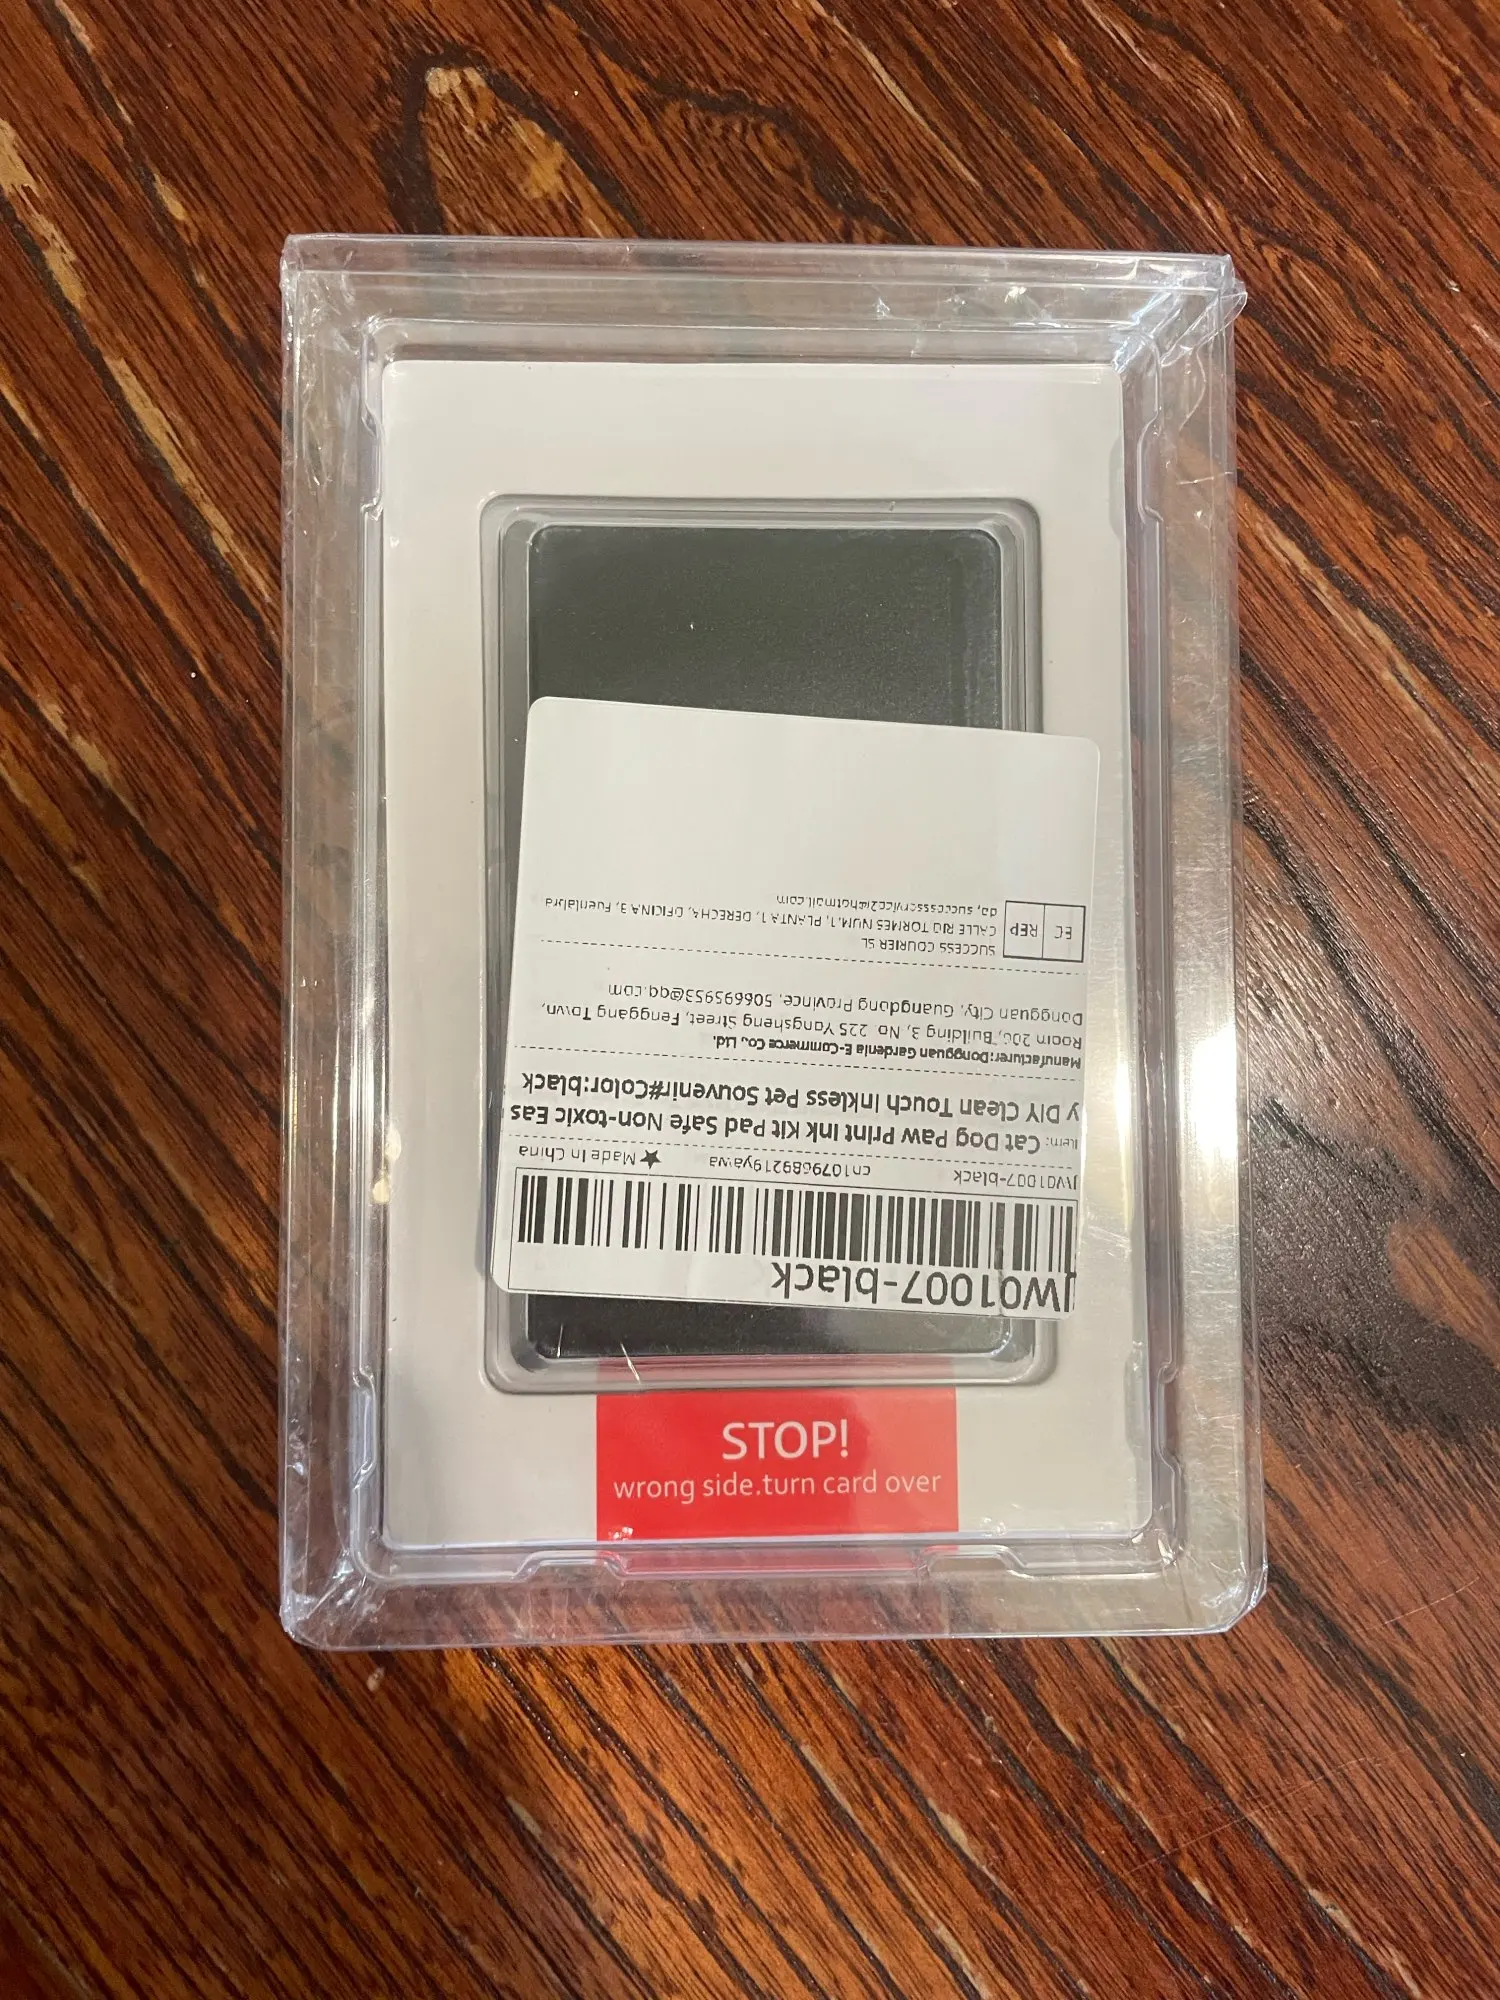 JW01007-black
JW01007-black cn1079689219yawa ★Made In China
Item: Cat Dog Paw Print Ink Kit Pad Safe Non-toxic Eas
y DIY Clean Touch Inkless Pet Souvenir#Color:black
Manufacturer:Dongguan Gardenia E-Commerce Co., Ltd.
Room 206, Building 3, No. 225 Yongsheng Street, Fenggang Town,
Dongguan City, Guangdong Province, 506695953@qq.com
EC REP
SUCCESS COURIER SL
CALLE RIO TORMES NUM.1, PLANTA 1, DERECHA, OFICINA 3, Fuenlabra
da, successservice2@hotmail.com
STOP!
wrong side.turn card over